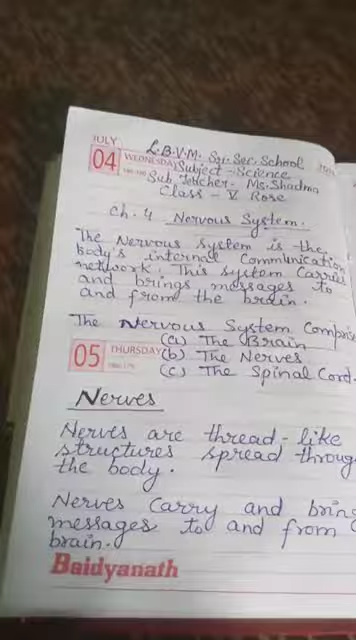 JULY
L.B.V.M. Sr. Sec. School
04 WEDNESDAY Subject - Science
Sub Teacher - Ms. Shadma
Class - V Rose
Ch. 4 Nervous System.
The Nervous System is the
body's internal Communication
network. This system Carries
and brings messages to
and from the brain.
The Nervous System Compris
(a) The Brain
05 THURSDAY (b) The Nerves
(c) The Spinal Cord.
Nerves
Nerves are thread-like
structures spread throug
the body.
Nerves Carry and bring
messages to and from
brain.
Baidyanath